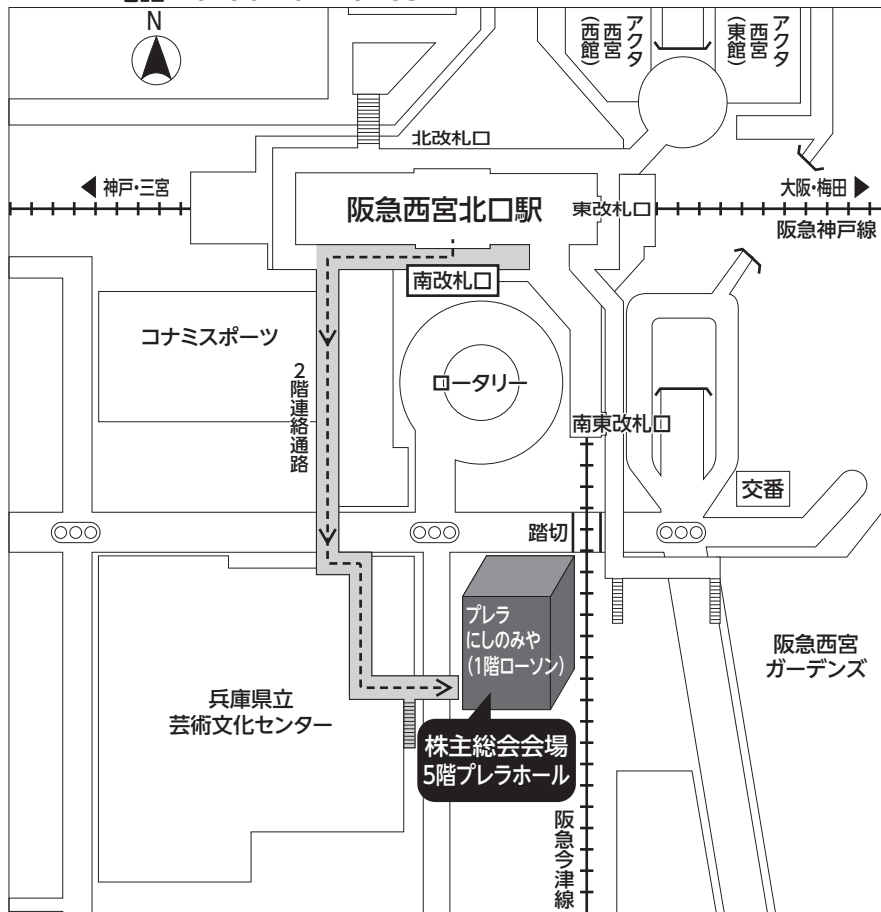 N
アクタ
西宮
(西館)
アクタ
西宮
(東館)
北改札口
神戸・三宮
阪急西宮北口駅
東改札口
大阪・梅田
阪急神戸線
南改札口
コナミスポーツ
2階連絡通路
ロータリー
南東改札口
交番
踏切
プレラ
にしのみや
(1階ローソン)
阪急西宮
ガーデンズ
兵庫県立
芸術文化センター
株主総会会場
5階プレラホール
阪急今津線